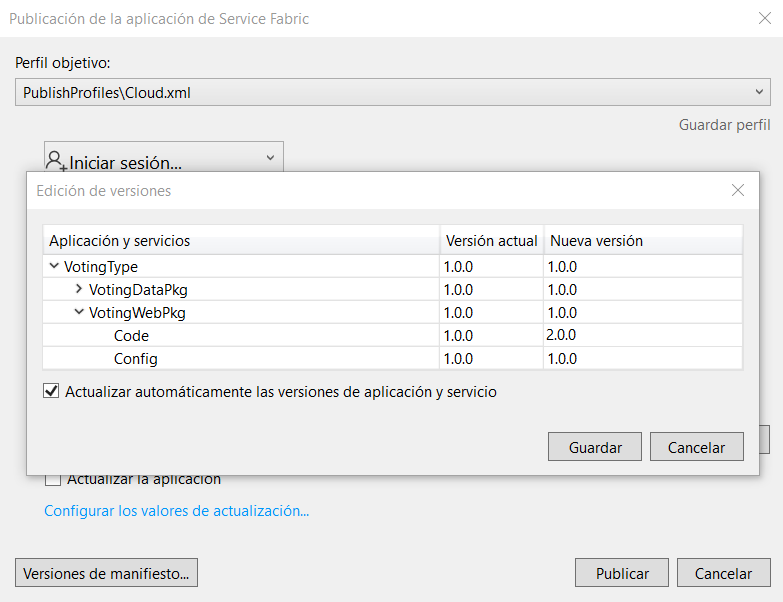 Publicación de la aplicación de Service Fabric
Perfil objetivo:
PublishProfiles\Cloud.xml
Guardar perfil
Iniciar sesión...
Edición de versiones
Aplicación y servicios Versión actual Nueva versión
VotingType 1.0.0 1.0.0
VotingDataPkg 1.0.0 1.0.0
VotingWebPkg 1.0.0 1.0.0
Code 1.0.0 2.0.0
Config 1.0.0 1.0.0
Actualizar automáticamente las versiones de aplicación y servicio
Guardar Cancelar
Actualizar la aplicación
Configurar los valores de actualización...
Versiones de manifiesto... Publicar Cancelar